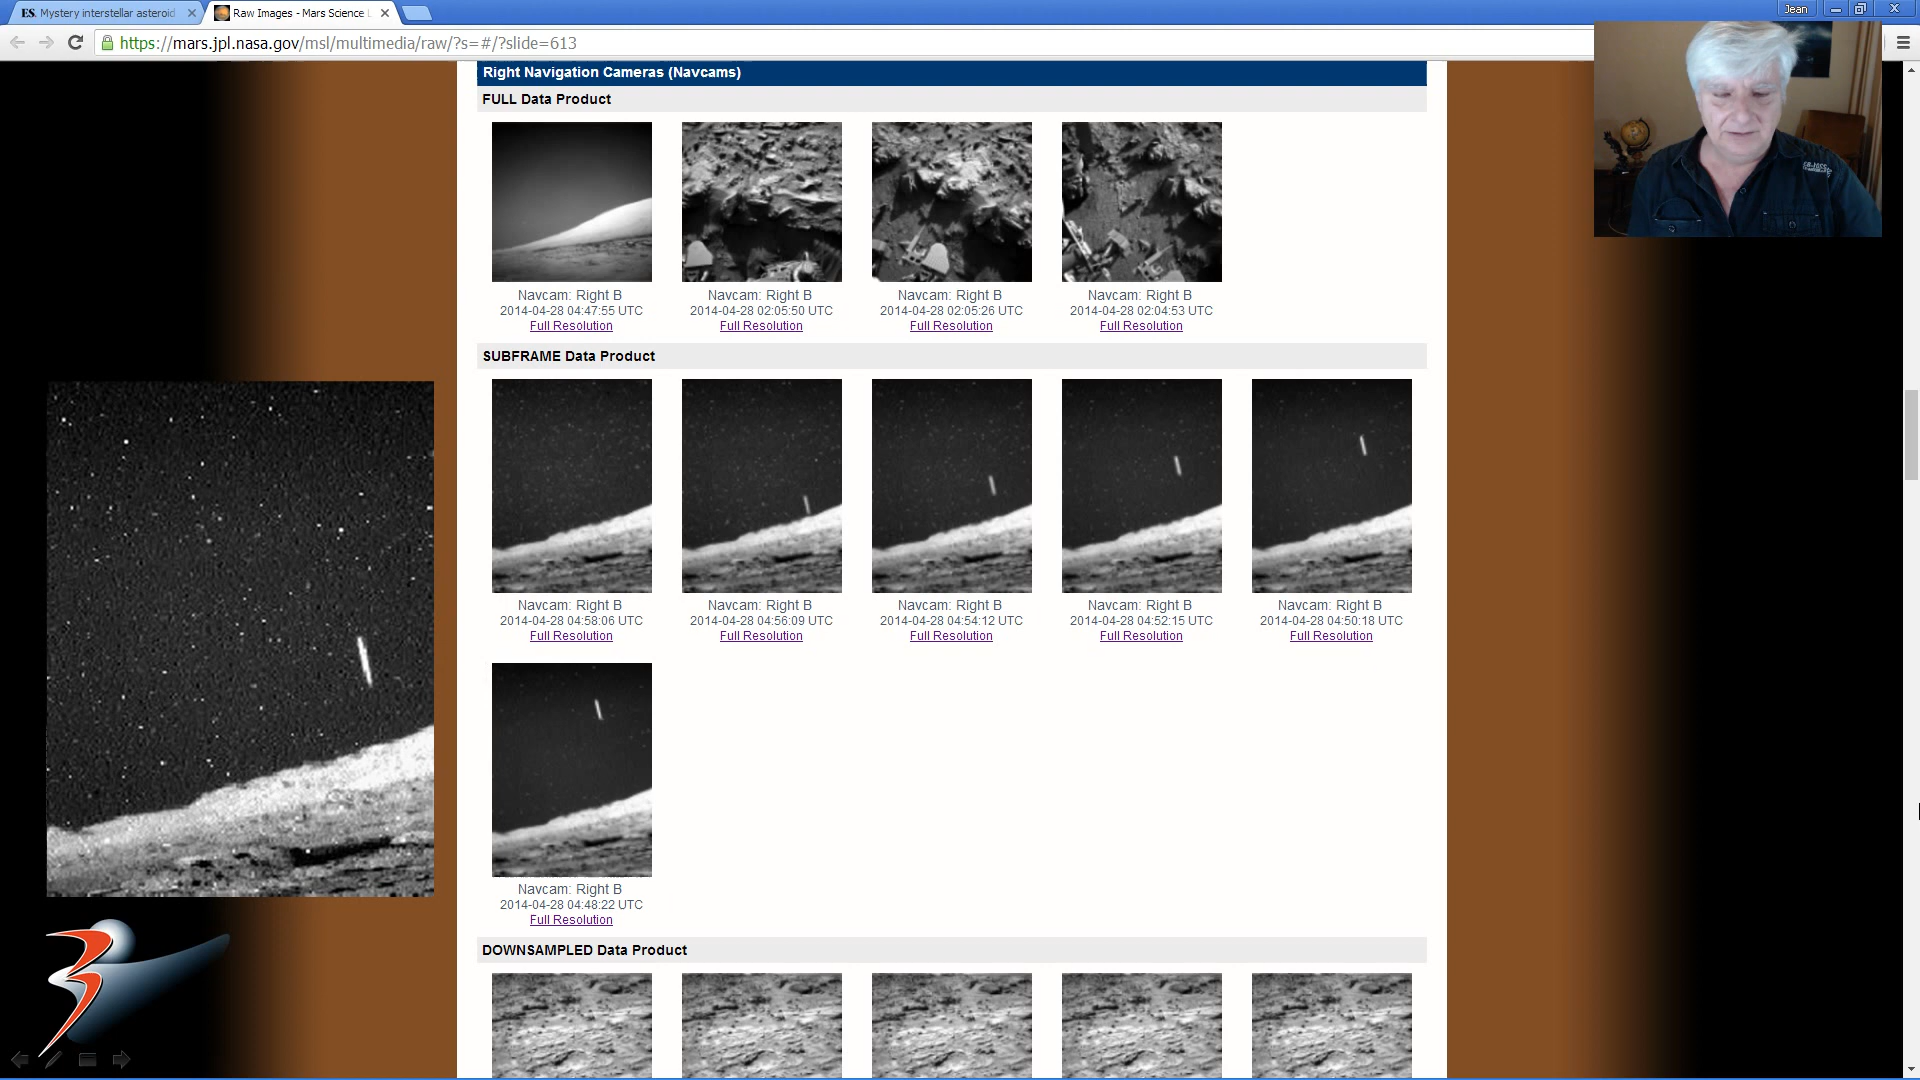 ES. Mystery interstellar asteroid
Raw Images - Mars Science L
Jean
https://mars.jpl.nasa.gov/msl/multimedia/raw/?s=#/?slide=613
Right Navigation Cameras (Navcams)
FULL Data Product
Navcam: Right B
2014-04-28 04:47:55 UTC
Full Resolution
Navcam: Right B
2014-04-28 02:05:50 UTC
Full Resolution
Navcam: Right B
2014-04-28 02:05:26 UTC
Full Resolution
Navcam: Right B
2014-04-28 02:04:53 UTC
Full Resolution
SUBFRAME Data Product
Navcam: Right B
2014-04-28 04:58:06 UTC
Full Resolution
Navcam: Right B
2014-04-28 04:56:09 UTC
Full Resolution
Navcam: Right B
2014-04-28 04:54:12 UTC
Full Resolution
Navcam: Right B
2014-04-28 04:52:15 UTC
Full Resolution
Navcam: Right B
2014-04-28 04:50:18 UTC
Full Resolution
Navcam: Right B
2014-04-28 04:48:22 UTC
Full Resolution
DOWNSAMPLED Data Product